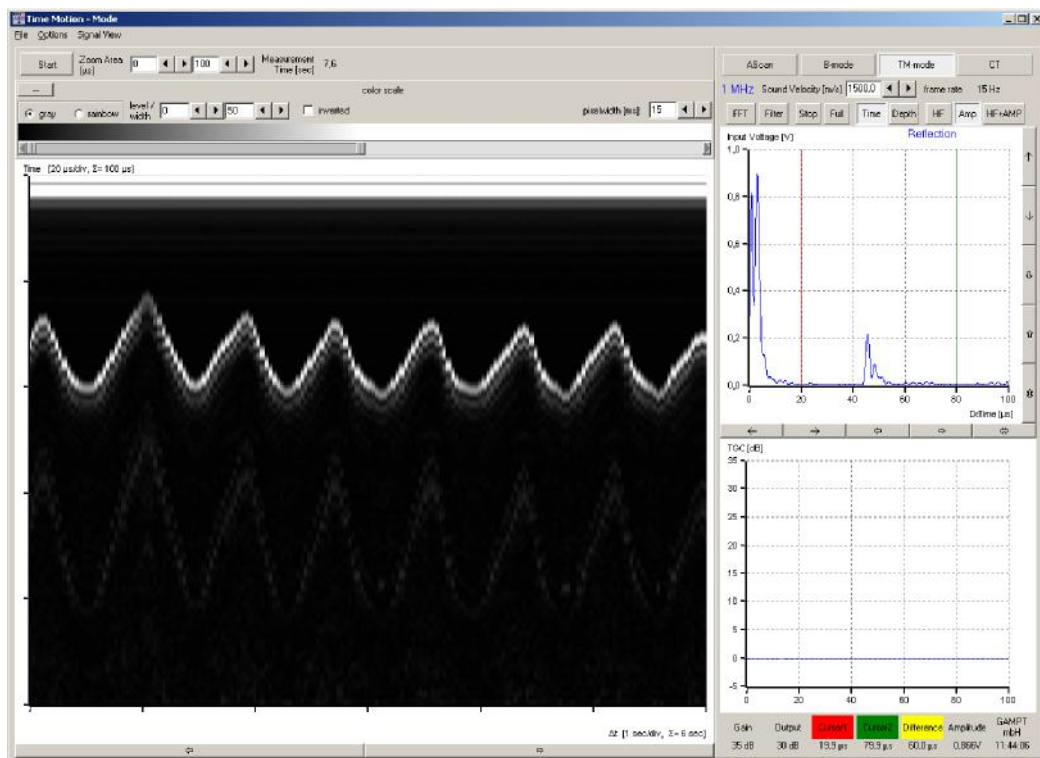 Time Motion - Mode
File Options Signal View
Start Zoom Area [µs] 0 100 Measurement Time [sec] 7,6
-- color scale
gray rainbow level / width 0 50 inverted pixelwidth [ms]: 15
Time [20 µs/div, Σ= 100 µs]
Δt [1 sec/div, Σ= 6 sec]
AScan B-mode TM-mode CT
1 MHz Sound Velocity [m/s] 1500,0 frame rate 15 Hz
FFT Filter Stop Full Time Depth HF Amp HF+AMP
Input Voltage [V] Reflection
1,0
0,8
0,6
0,4
0,2
0,0
0 20 40 60 80 100
TGC [dB]
35
30
25
20
15
10
5
0
-5
0 20 40 60 80 100
Gain Output Cursor1 Cursor2 Difference Amplitude GAMPT mbH
35 dB 30 dB 19.9 µs 79.9 µs 60.0 µs 0.866V 11:44:06